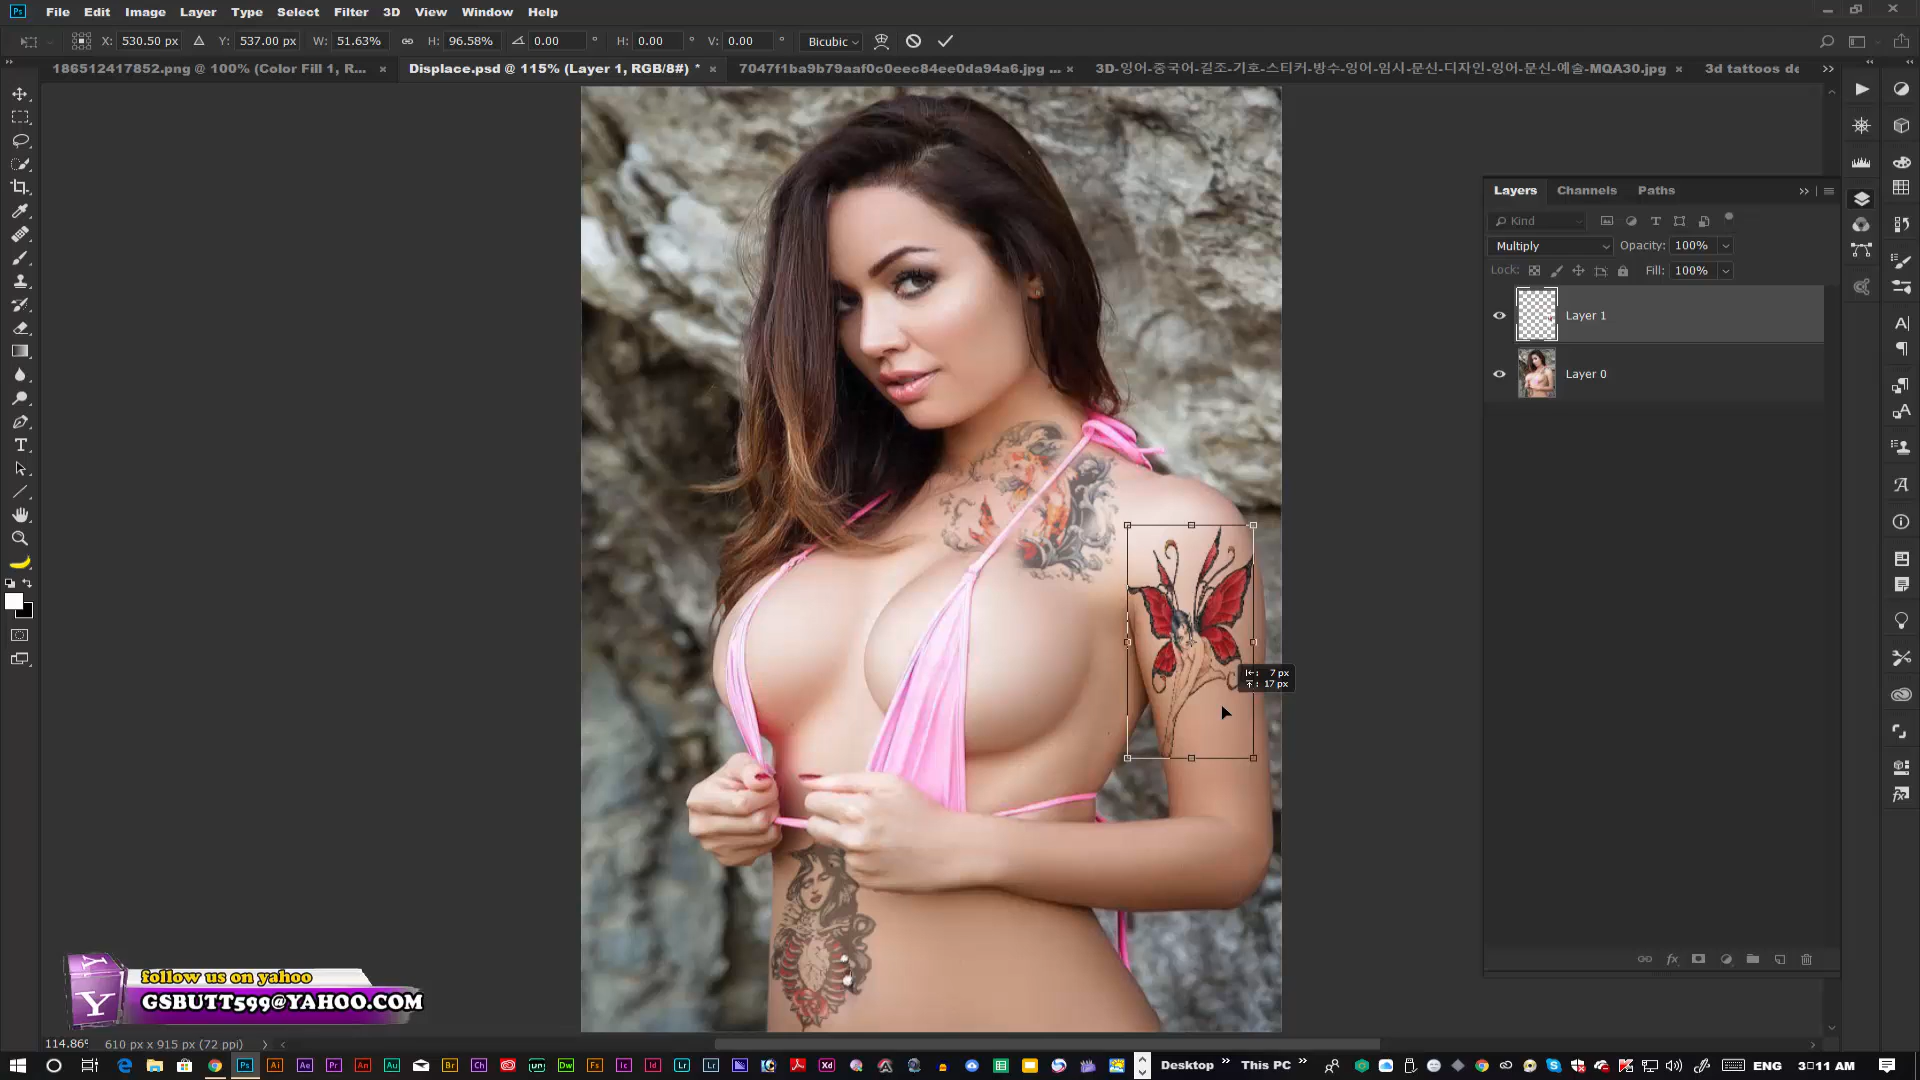 File Edit Image Layer Type Select Filter 3D View Window Help
X: 530.50 px Y: 537.00 px W: 51.63% H: 96.58% 0.00 ° H: 0.00 ° V: 0.00 ° Bicubic
186512417852.png @ 100% (Color Fill 1, R... × Displace.psd @ 115% (Layer 1, RGB/8#) * × 7047f1ba9b79aaf0c0eec84ee0da94a6.jpg ... × 3D-잉어-중국어-길조-기호-스티커-방수-잉어-임시-문신-디자인-잉어-문신-예술-MQA30.jpg × 3d tattoos de
Layers Channels Paths
Kind
Multiply Opacity: 100%
Lock: Fill: 100%
Layer 1
Layer 0
7 px
17 px
follow us on yahoo
GSBUTT599@YAHOO.COM
114.86% 610 px x 915 px (72 ppi)
Desktop This PC ENG 3:11 AM